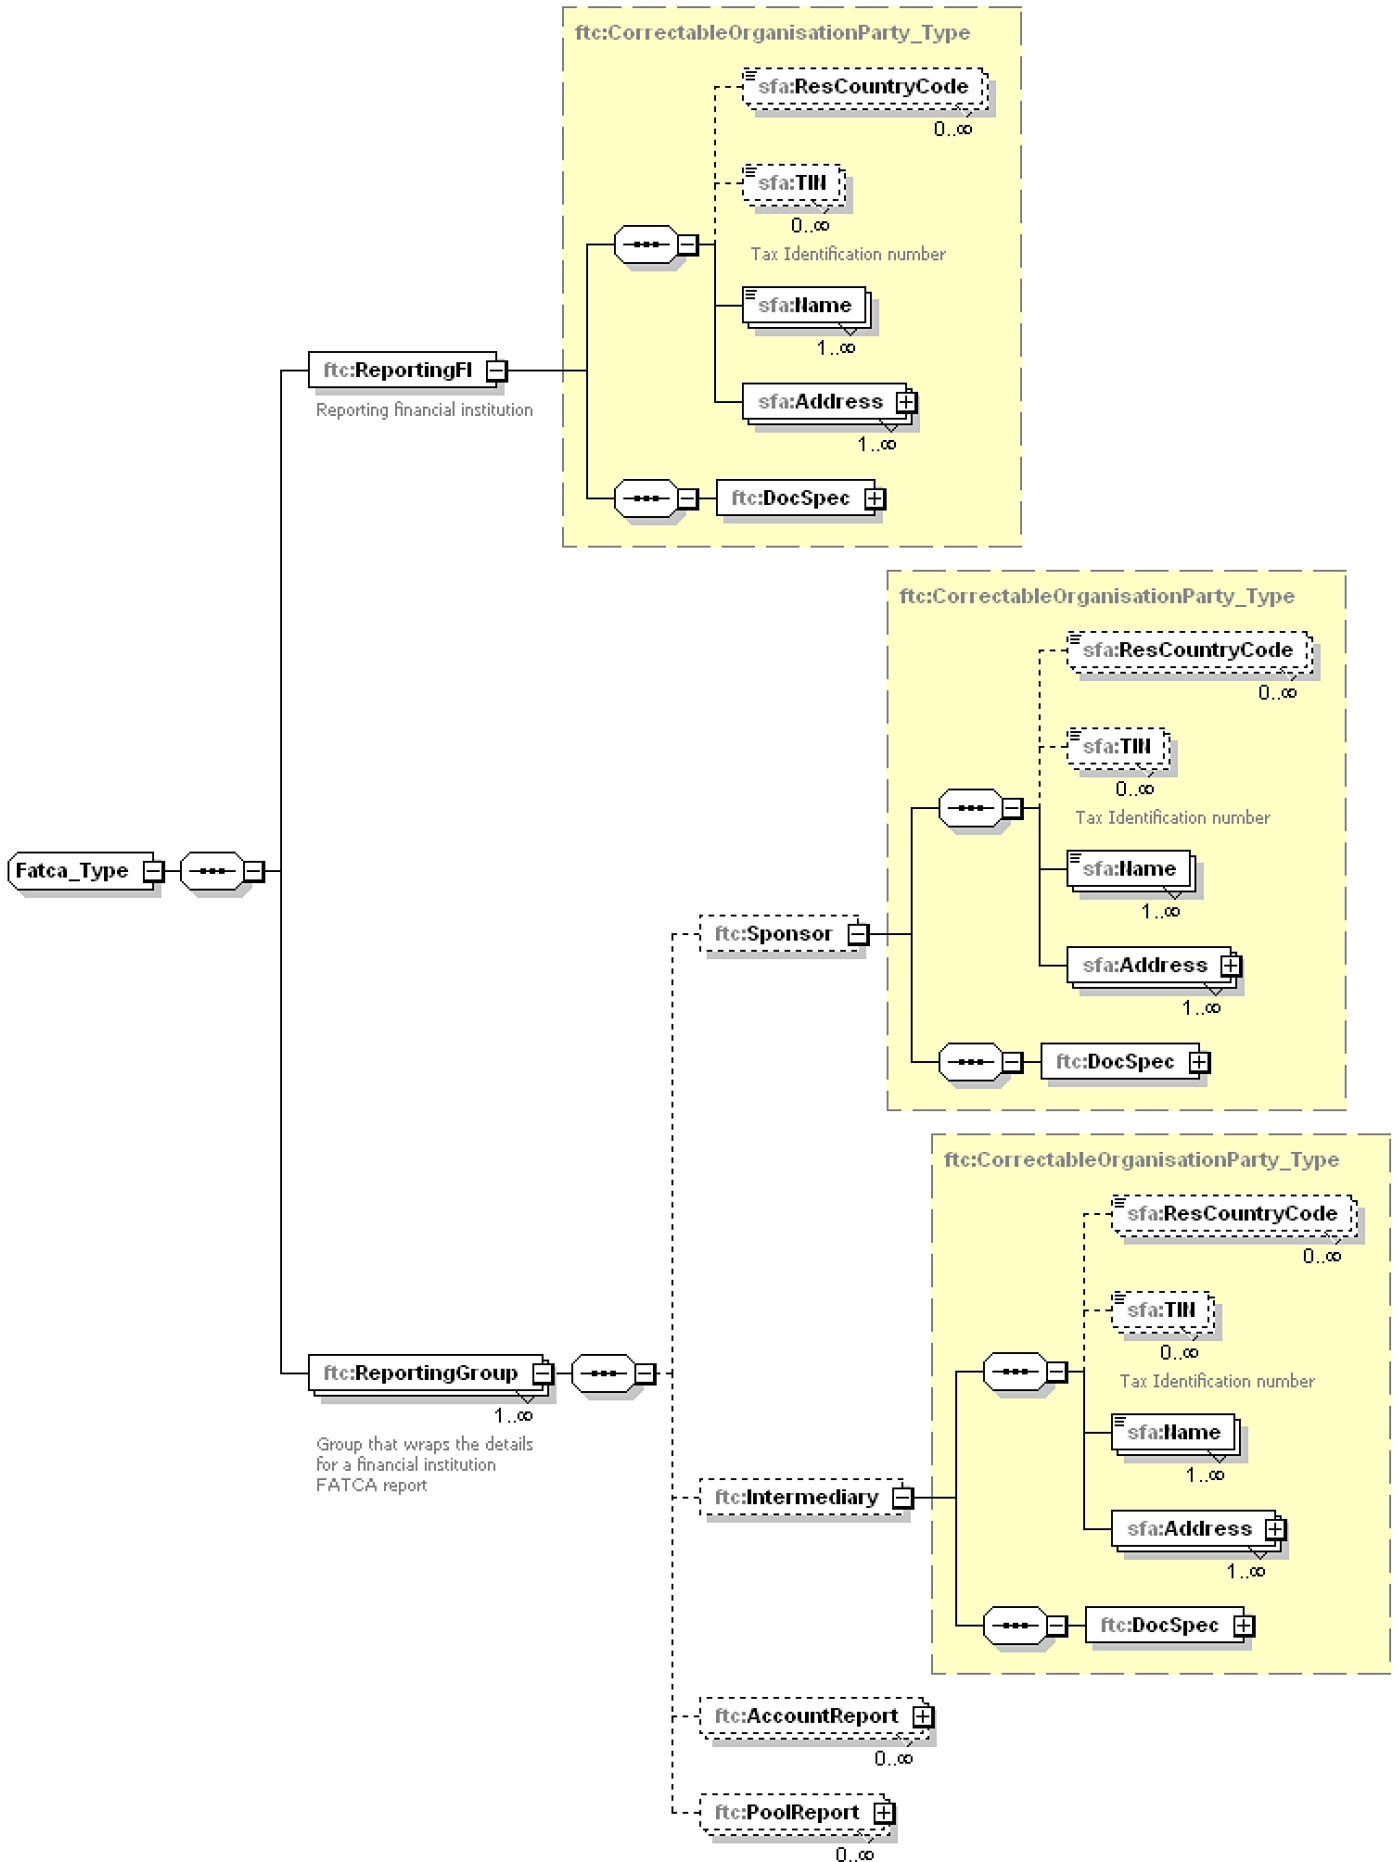 ftc:CorrectableOrganisationParty_Type
sfa:ResCountryCode
0..∞
sfa:TIN
0..∞
Tax Identification number
sfa:Name
1..∞
ftc:ReportingFI
Reporting financial institution
sfa:Address
1..∞
ftc:DocSpec
ftc:CorrectableOrganisationParty_Type
sfa:ResCountryCode
0..∞
sfa:TIN
0..∞
Tax Identification number
sfa:Name
1..∞
Fatca_Type
ftc:Sponsor
sfa:Address
1..∞
ftc:DocSpec
ftc:CorrectableOrganisationParty_Type
sfa:ResCountryCode
0..∞
sfa:TIN
0..∞
Tax Identification number
ftc:ReportingGroup
1..∞
Group that wraps the details
for a financial institution
FATCA report
sfa:Name
1..∞
ftc:Intermediary
sfa:Address
1..∞
ftc:DocSpec
ftc:AccountReport
0..∞
ftc:PoolReport
0..∞